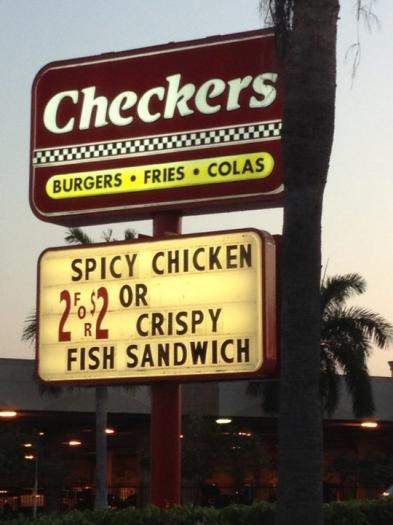 Checkers
BURGERS • FRIES • COLAS
SPICY CHICKEN
2 FOR $2 OR
CRISPY
FISH SANDWICH